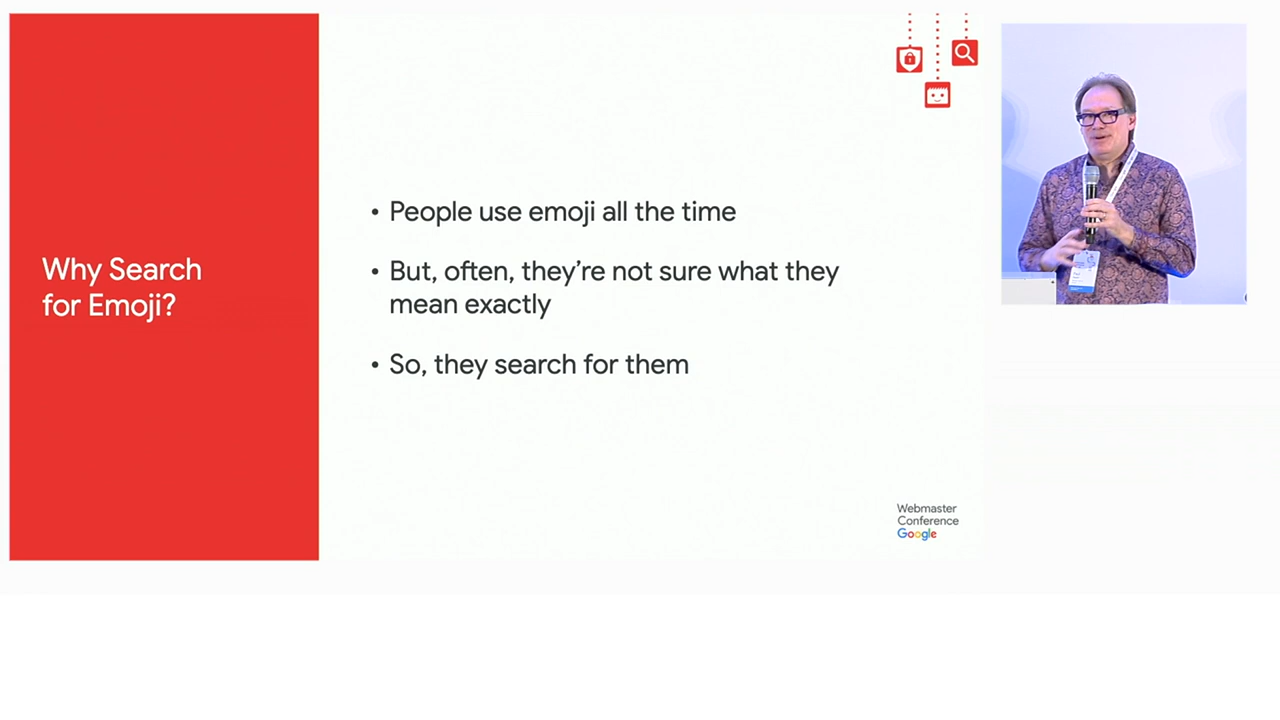 Why Search
for Emoji?
• People use emoji all the time
• But, often, they’re not sure what they
mean exactly
• So, they search for them
Webmaster
Conference
Google